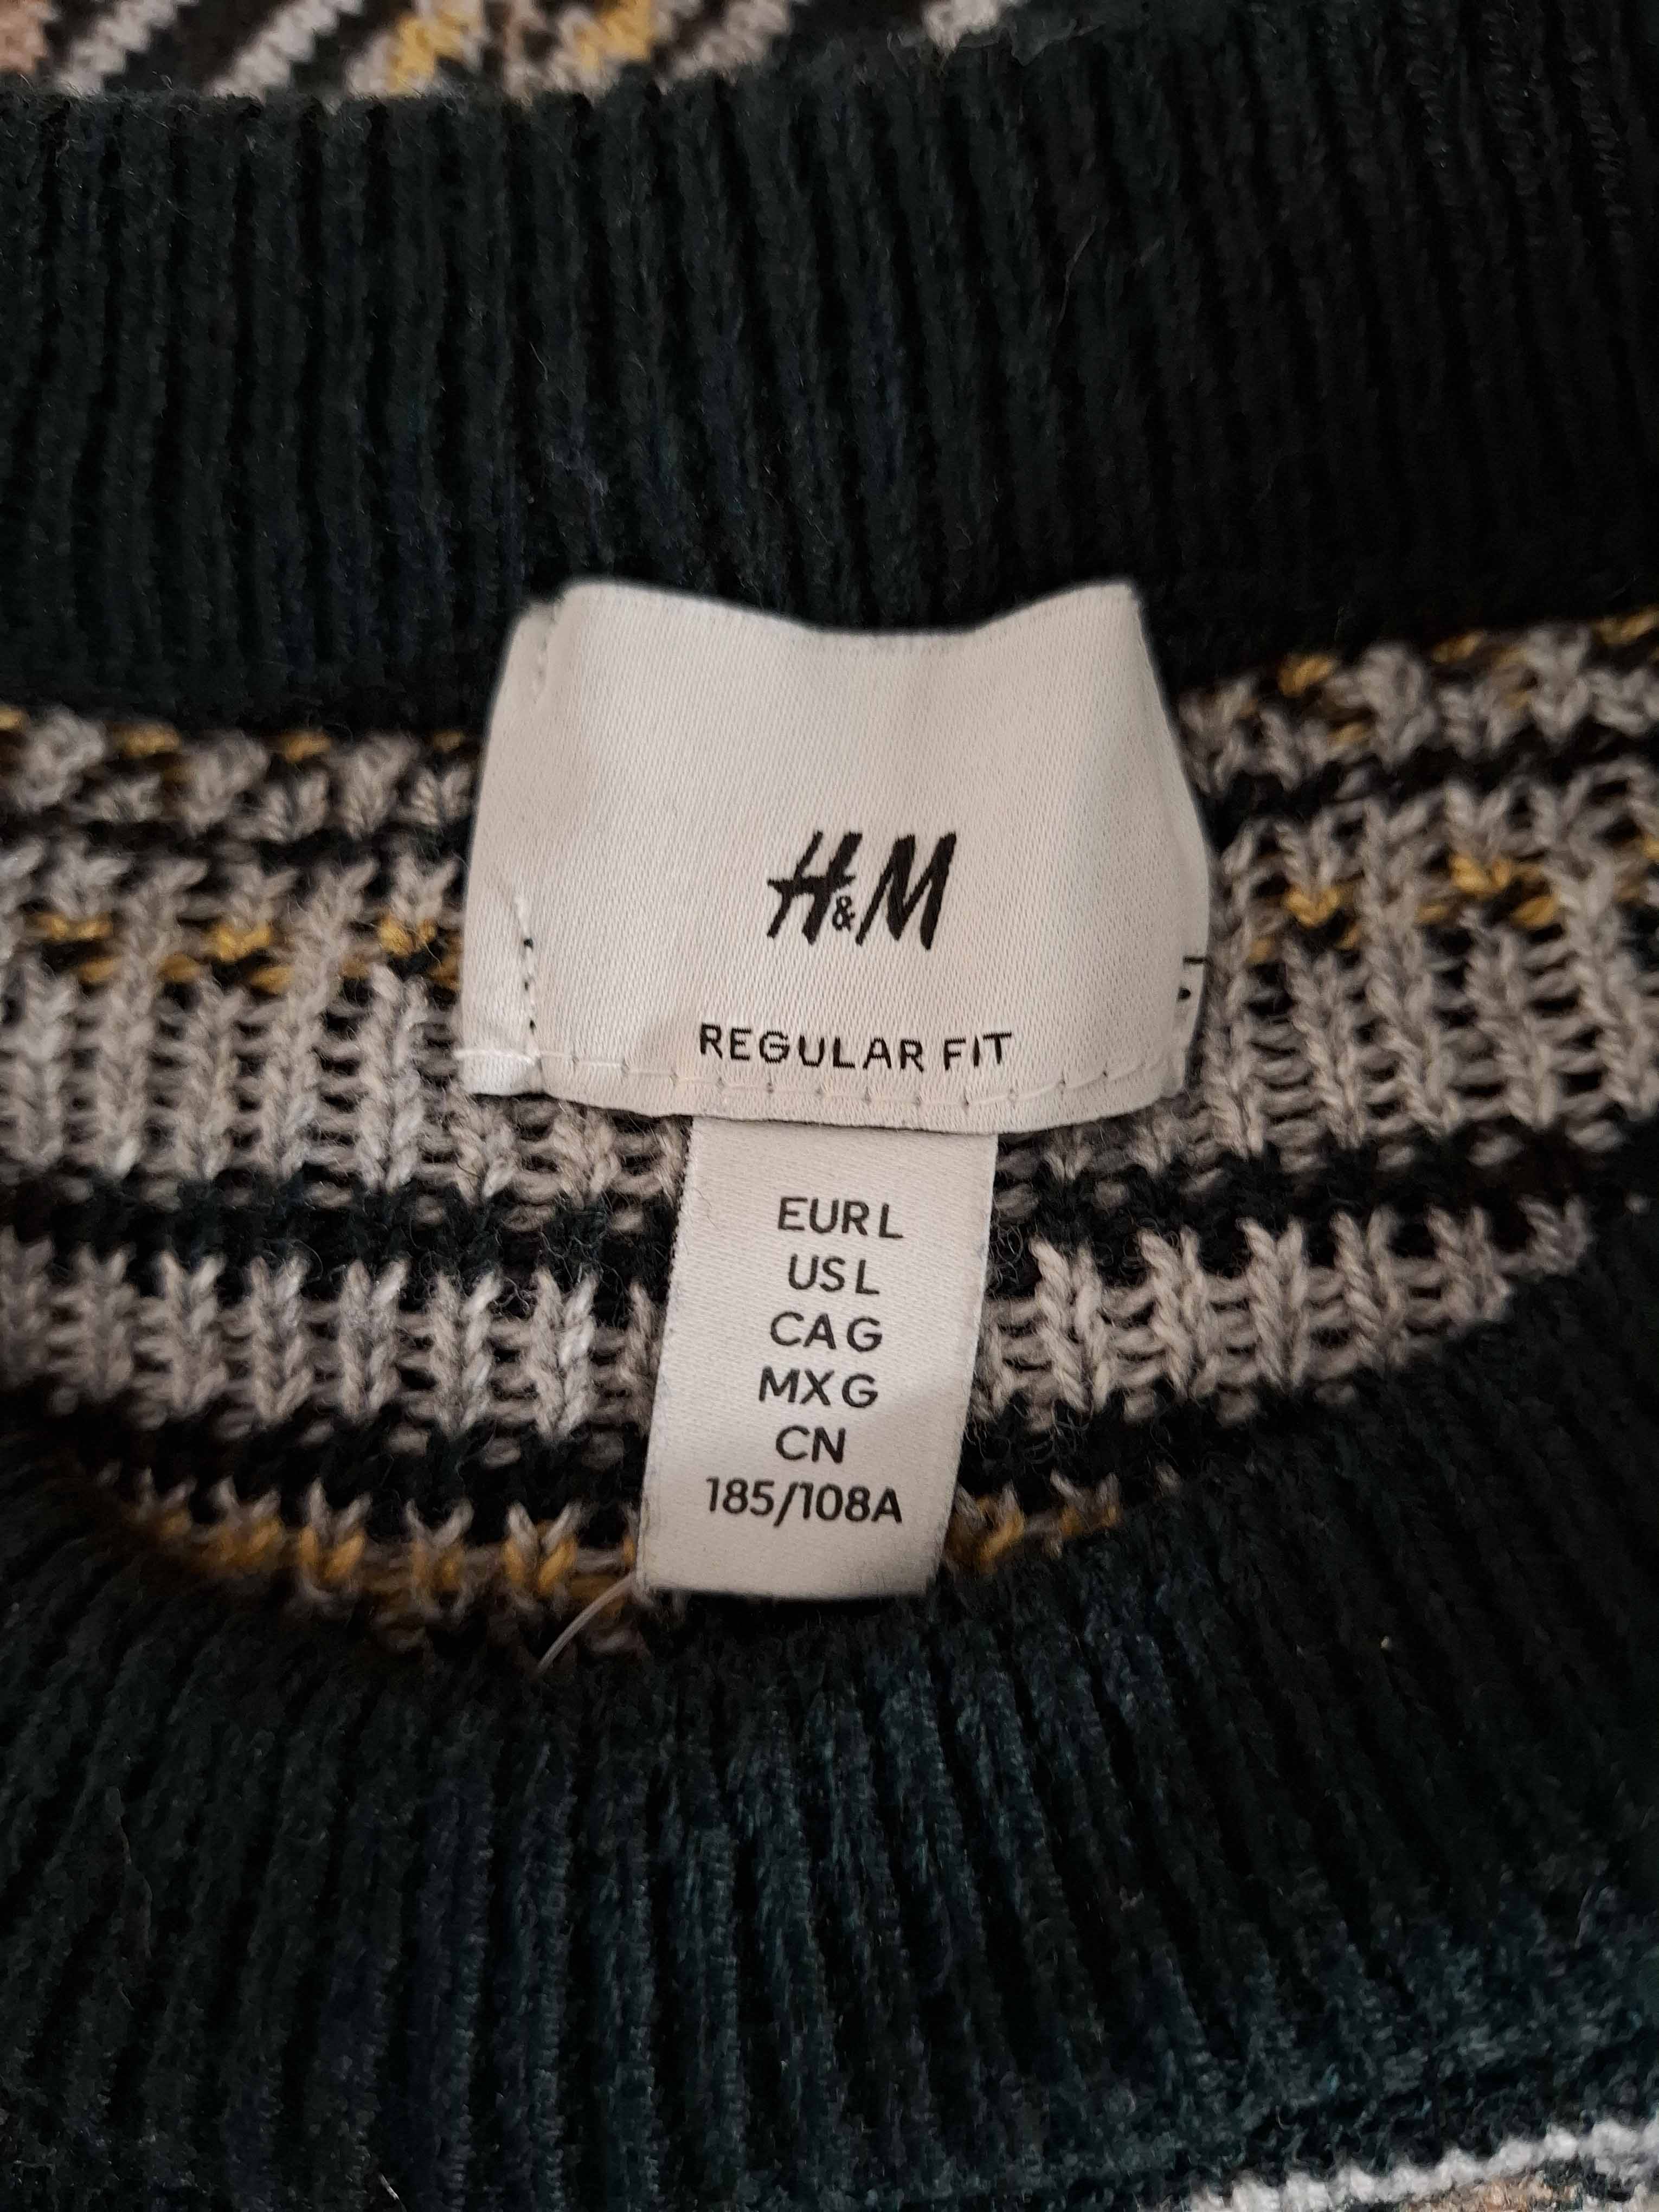 H&M
REGULAR FIT
EUR L
US L
CA G
MX G
CN
185/108A